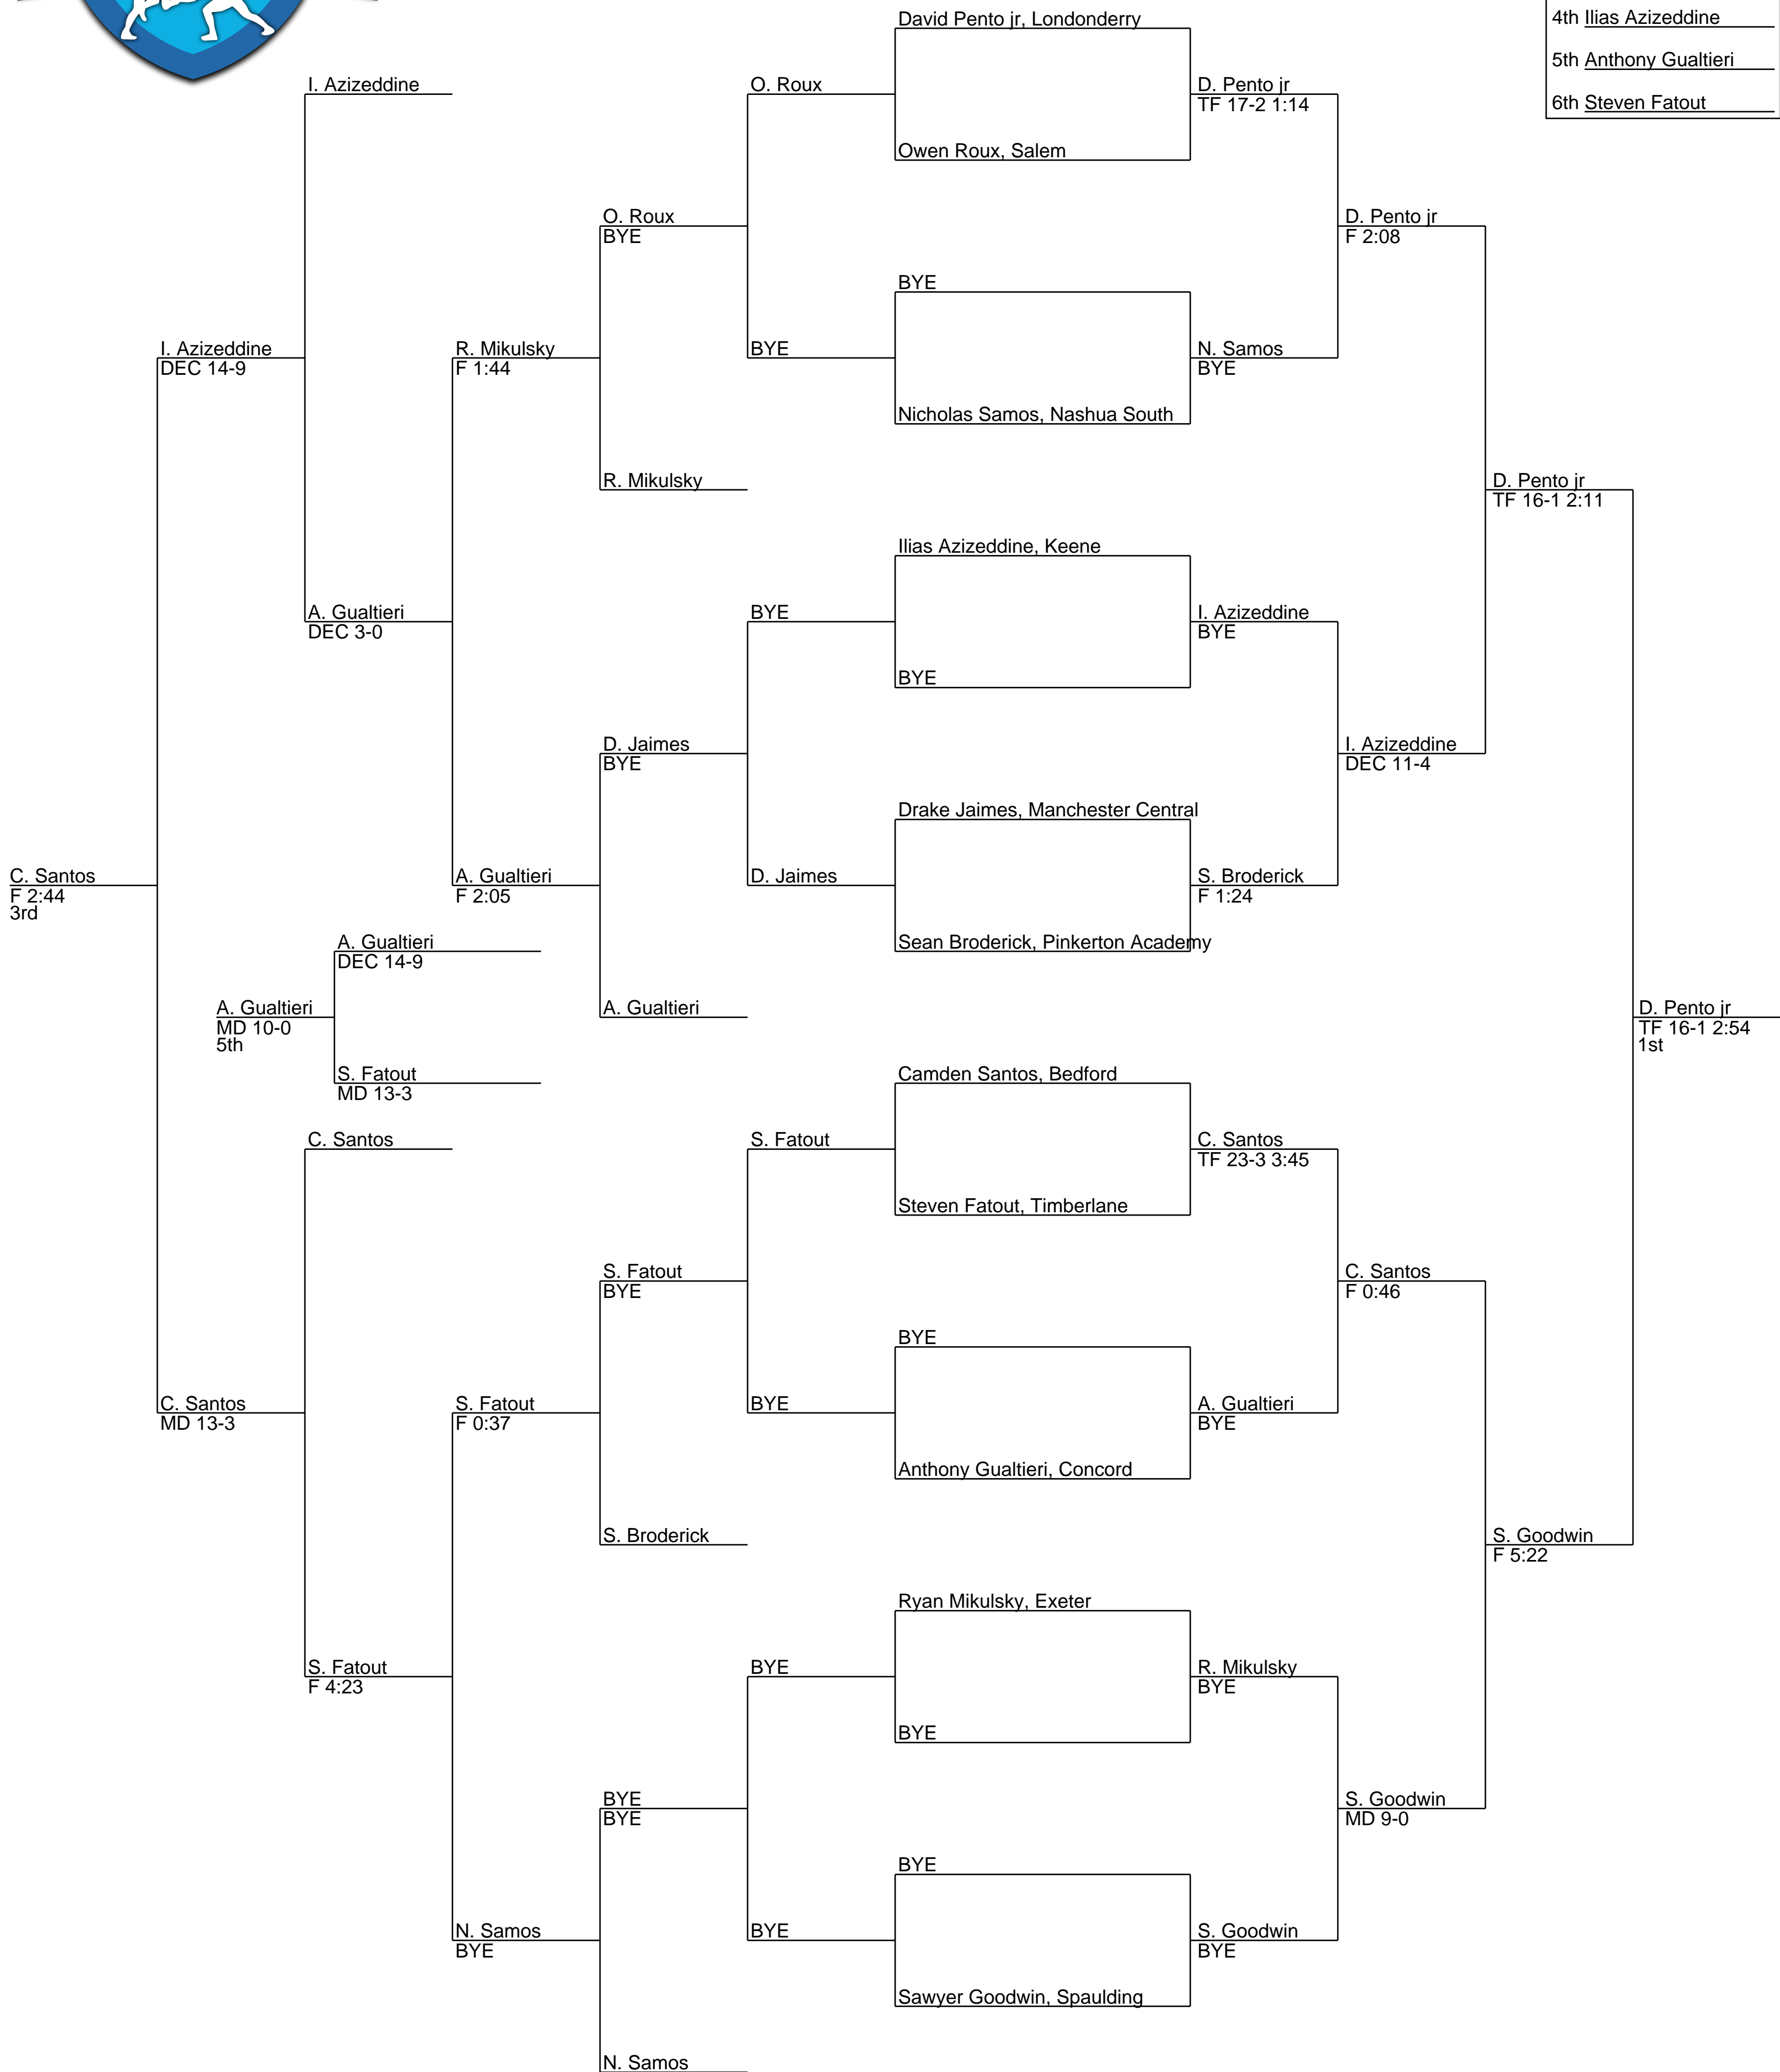 David Pento jr, Londonderry
4th Ilias Azizeddine
5th Anthony Gualtieri
6th Steven Fatout
I. Azizeddine
O. Roux
D. Pento jr
TF 17-2 1:14
Owen Roux, Salem
O. Roux
BYE
D. Pento jr
F 2:08
BYE
I. Azizeddine
DEC 14-9
R. Mikulsky
F 1:44
BYE
N. Samos
BYE
Nicholas Samos, Nashua South
R. Mikulsky
D. Pento jr
TF 16-1 2:11
Ilias Azizeddine, Keene
A. Gualtieri
DEC 3-0
BYE
I. Azizeddine
BYE
BYE
D. Jaimes
BYE
I. Azizeddine
DEC 11-4
Drake Jaimes, Manchester Central
C. Santos
F 2:44
3rd
A. Gualtieri
F 2:05
D. Jaimes
S. Broderick
F 1:24
A. Gualtieri
DEC 14-9
Sean Broderick, Pinkerton Academy
A. Gualtieri
MD 10-0
5th
A. Gualtieri
D. Pento jr
TF 16-1 2:54
1st
S. Fatout
MD 13-3
Camden Santos, Bedford
C. Santos
S. Fatout
C. Santos
TF 23-3 3:45
Steven Fatout, Timberlane
S. Fatout
BYE
C. Santos
F 0:46
BYE
C. Santos
MD 13-3
S. Fatout
F 0:37
BYE
A. Gualtieri
BYE
Anthony Gualtieri, Concord
S. Broderick
S. Goodwin
F 5:22
Ryan Mikulsky, Exeter
S. Fatout
F 4:23
BYE
R. Mikulsky
BYE
BYE
BYE
BYE
S. Goodwin
MD 9-0
BYE
N. Samos
BYE
BYE
S. Goodwin
BYE
Sawyer Goodwin, Spaulding
N. Samos